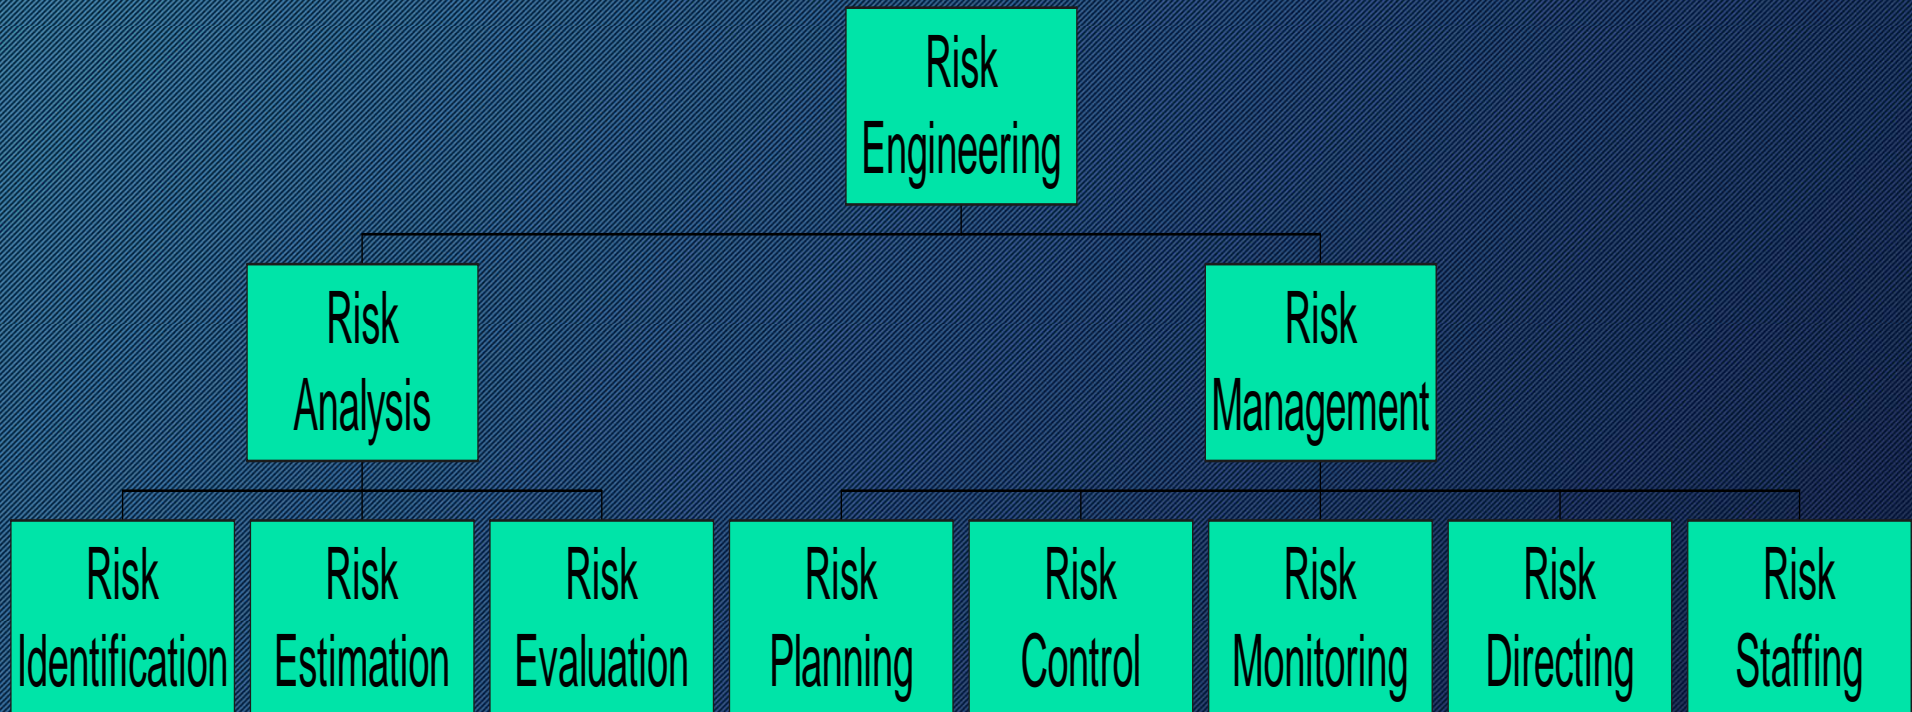 Risk
Engineering
Risk
Analysis
Risk
Management
Risk
Identification
Risk
Estimation
Risk
Evaluation
Risk
Planning
Risk
Control
Risk
Monitoring
Risk
Directing
Risk
Staffing